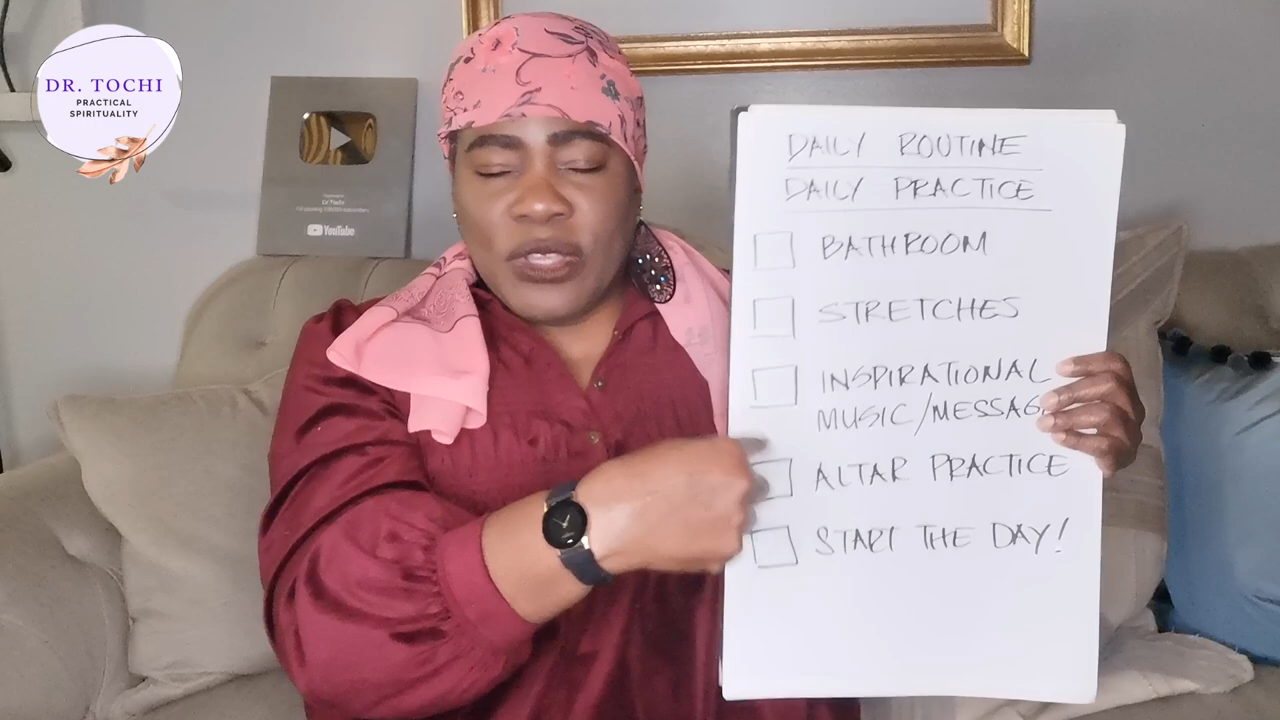 DR. TOCHI
PRACTICAL
SPIRITUALITY
YouTube
DAILY ROUTINE
DAILY PRACTICE
BATHROOM
STRETCHES
INSPIRATIONAL
MUSIC/MESSAG
ALTAR PRACTICE
START THE DAY!